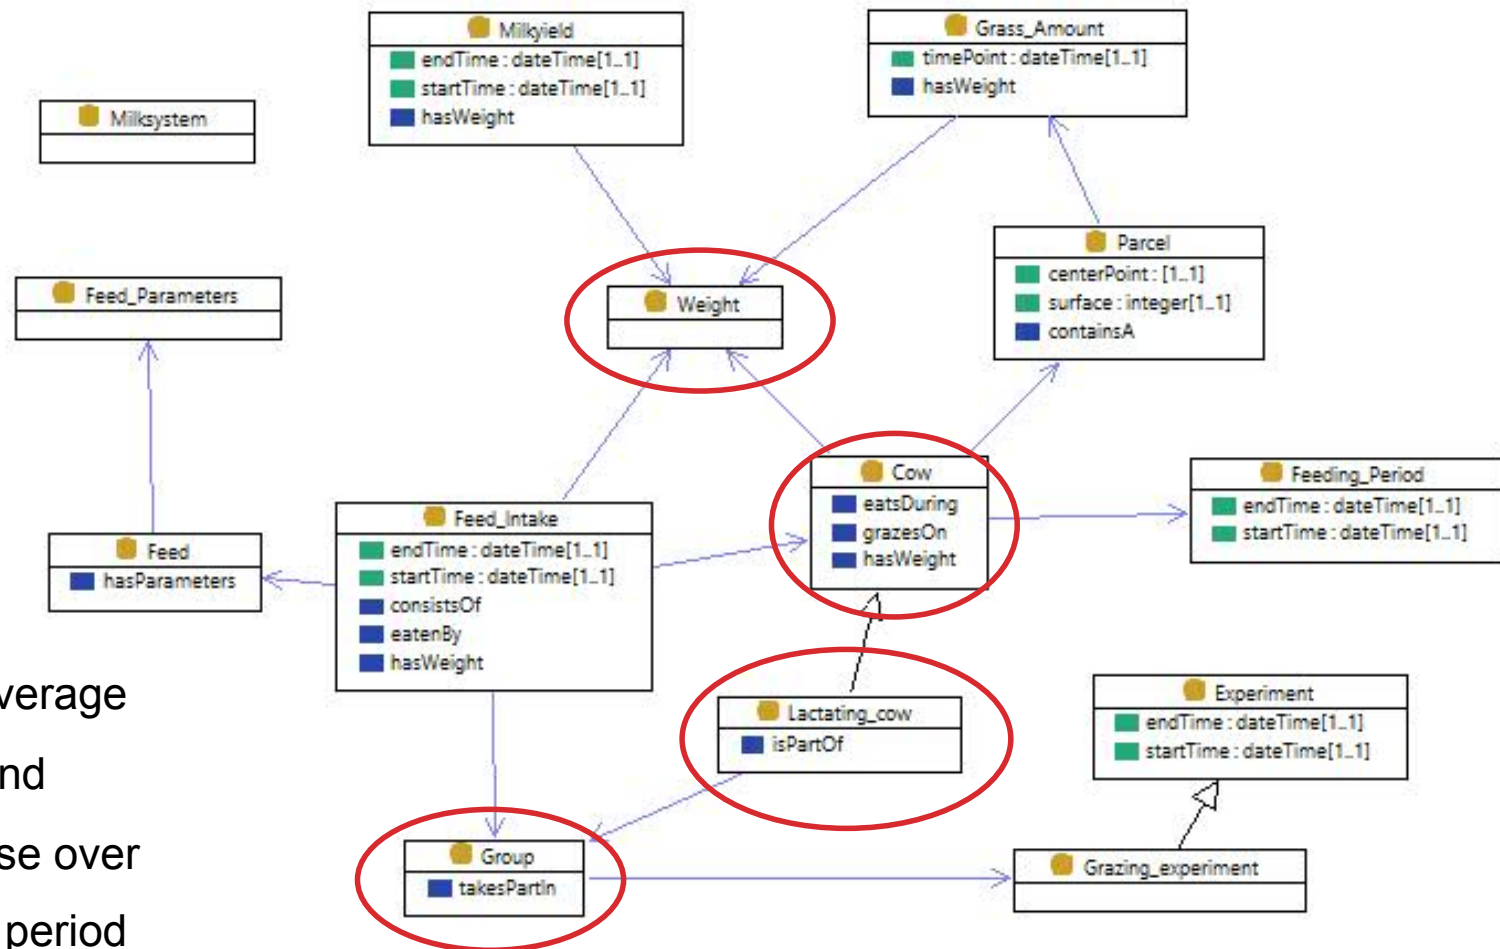 Milkyield
endTime : dateTime[1..1]
startTime : dateTime[1..1]
hasWeight
Grass_Amount
timePoint : dateTime[1..1]
hasWeight
Milksystem
Parcel
centerPoint : [1..1]
surface : integer[1..1]
containsA
Feed_Parameters
Weight
Cow
eatsDuring
grazesOn
hasWeight
Feeding_Period
endTime : dateTime[1..1]
startTime : dateTime[1..1]
Feed_Intake
endTime : dateTime[1..1]
startTime : dateTime[1..1]
consistsOf
eatenBy
hasWeight
Feed
hasParameters
Lactating_cow
isPartOf
Experiment
endTime : dateTime[1..1]
startTime : dateTime[1..1]
verage
nd
se over
period
Group
takesPartIn
Grazing_experiment